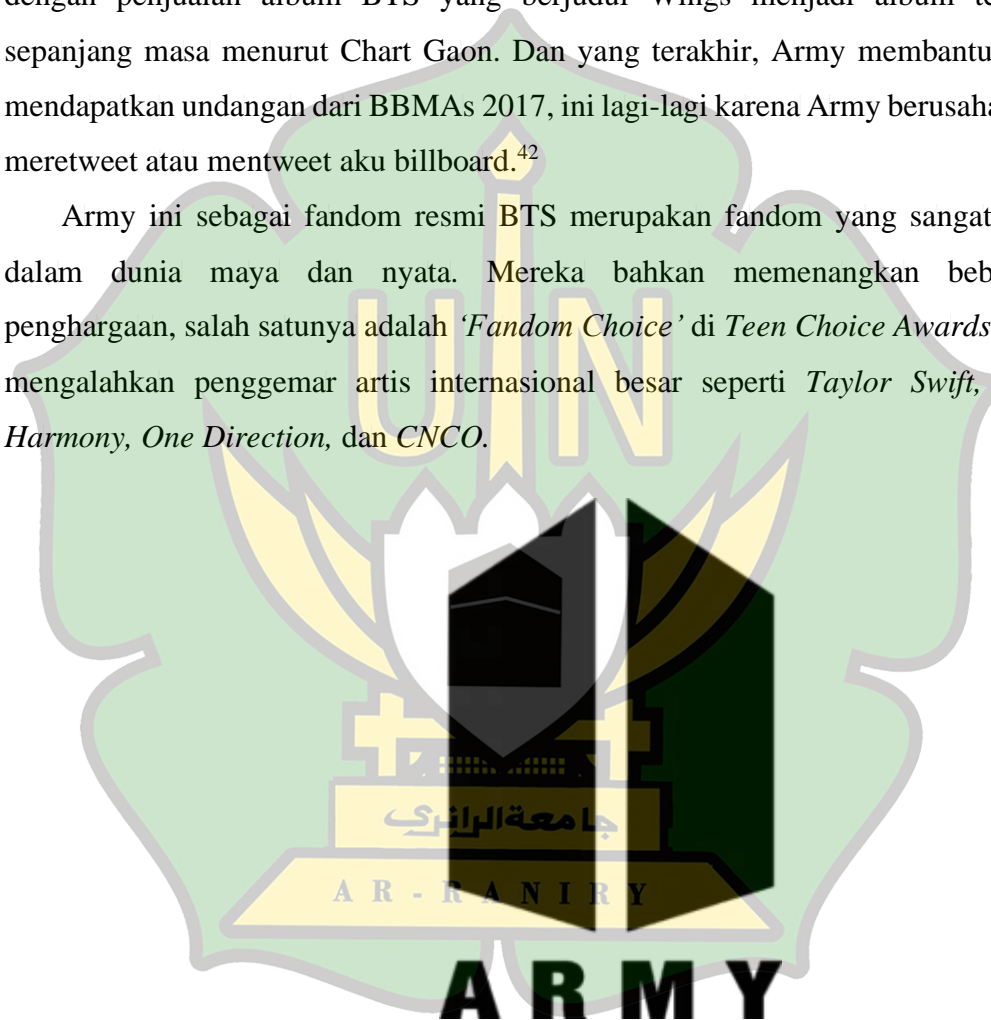 dengan penjualan album BTS yang berjudul Wings menjadi album te
sepanjang masa menurut Chart Gaon. Dan yang terakhir, Army membantu
mendapatkan undangan dari BBMAs 2017, ini lagi-lagi karena Army berusaha
meretweet atau mentweet aku billboard.42
Army ini sebagai fandom resmi BTS merupakan fandom yang sangat
dalam dunia maya dan nyata. Mereka bahkan memenangkan beb
penghargaan, salah satunya adalah ‘Fandom Choice’ di Teen Choice Awards
mengalahkan penggemar artis internasional besar seperti Taylor Swift,
Harmony, One Direction, dan CNCO.
UIN
جامعة الرانري
AR-RANIRY
ARMY